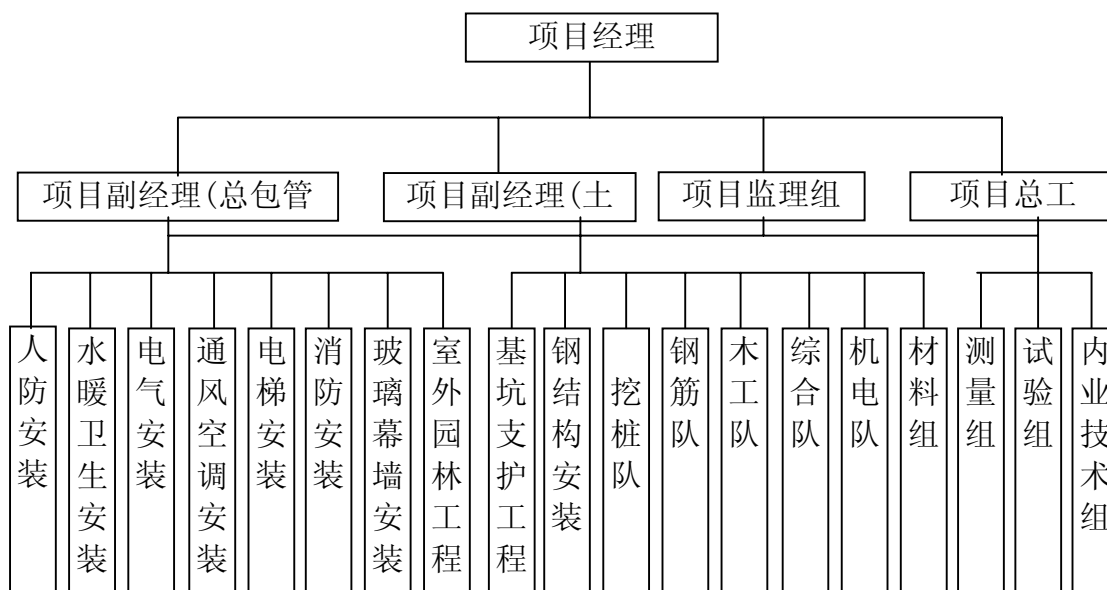 项目经理
项目副经理(总包管
项目副经理(土
项目监理组
项目总工
人防安装
水暖卫生安装
电气安装
通风空调安装
电梯安装
消防安装
玻璃幕墙安装
室外园林工程
基坑支护工程
钢结构安装
挖桩队
钢筋队
木工队
综合队
机电队
材料组
测量组
试验组
内业技术组